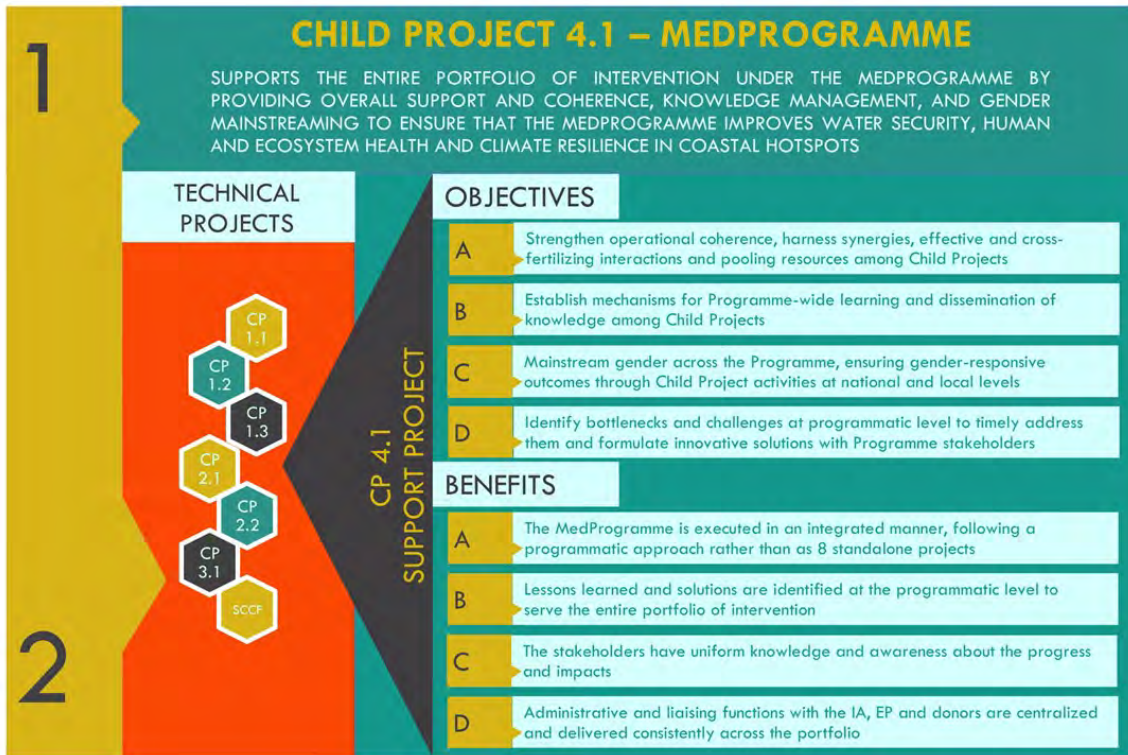 1
CHILD PROJECT 4.1 – MEDPROGRAMME
SUPPORTS THE ENTIRE PORTFOLIO OF INTERVENTION UNDER THE MEDPROGRAMME BY
PROVIDING OVERALL SUPPORT AND COHERENCE, KNOWLEDGE MANAGEMENT, AND GENDER
MAINSTREAMING TO ENSURE THAT THE MEDPROGRAMME IMPROVES WATER SECURITY, HUMAN
AND ECOSYSTEM HEALTH AND CLIMATE RESILIENCE IN COASTAL HOTSPOTS
2
TECHNICAL
PROJECTS
CP
1.1
CP
1.2
CP
1.3
CP
2.1
CP
2.2
CP
3.1
SCCF
CP 4.1
SUPPORT PROJECT
OBJECTIVES
A
Strengthen operational coherence, harness synergies, effective and cross-
fertilizing interactions and pooling resources among Child Projects
B
Establish mechanisms for Programme-wide learning and dissemination of
knowledge among Child Projects
C
Mainstream gender across the Programme, ensuring gender-responsive
outcomes through Child Project activities at national and local levels
D
Identify bottlenecks and challenges at programmatic level to timely address
them and formulate innovative solutions with Programme stakeholders
BENEFITS
A
The MedProgramme is executed in an integrated manner, following a
programmatic approach rather than as 8 standalone projects
B
Lessons learned and solutions are identified at the programmatic level to
serve the entire portfolio of intervention
C
The stakeholders have uniform knowledge and awareness about the progress
and impacts
D
Administrative and liaising functions with the IA, EP and donors are centralized
and delivered consistently across the portfolio